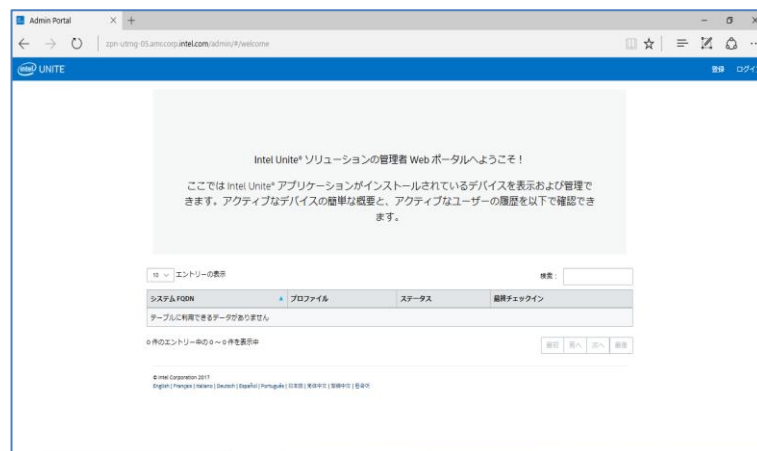 Admin Portal
zpn-utmg-05.amccorp.intel.com/admin/#/welcome
intel UNITE
登録 ログイン
Intel Unite® ソリューションの管理者 Web ポータルへようこそ！
ここでは Intel Unite® アプリケーションがインストールされているデバイスを表示および管理で
きます。アクティブなデバイスの簡単な概要と、アクティブなユーザーの履歴を以下で確認でき
ます。
10 エントリーの表示
検索：
システム FQDN プロファイル ステータス 最終チェックイン
テーブルに利用できるデータがありません
0 件のエントリー中の 0 ～ 0 件を表示中
最初 前へ 次へ 最後
© Intel Corporation 2017
English | Français | Italiano | Deutsch | Español | Português | 日本語 | 简体中文 | 繁體中文 | 한국어